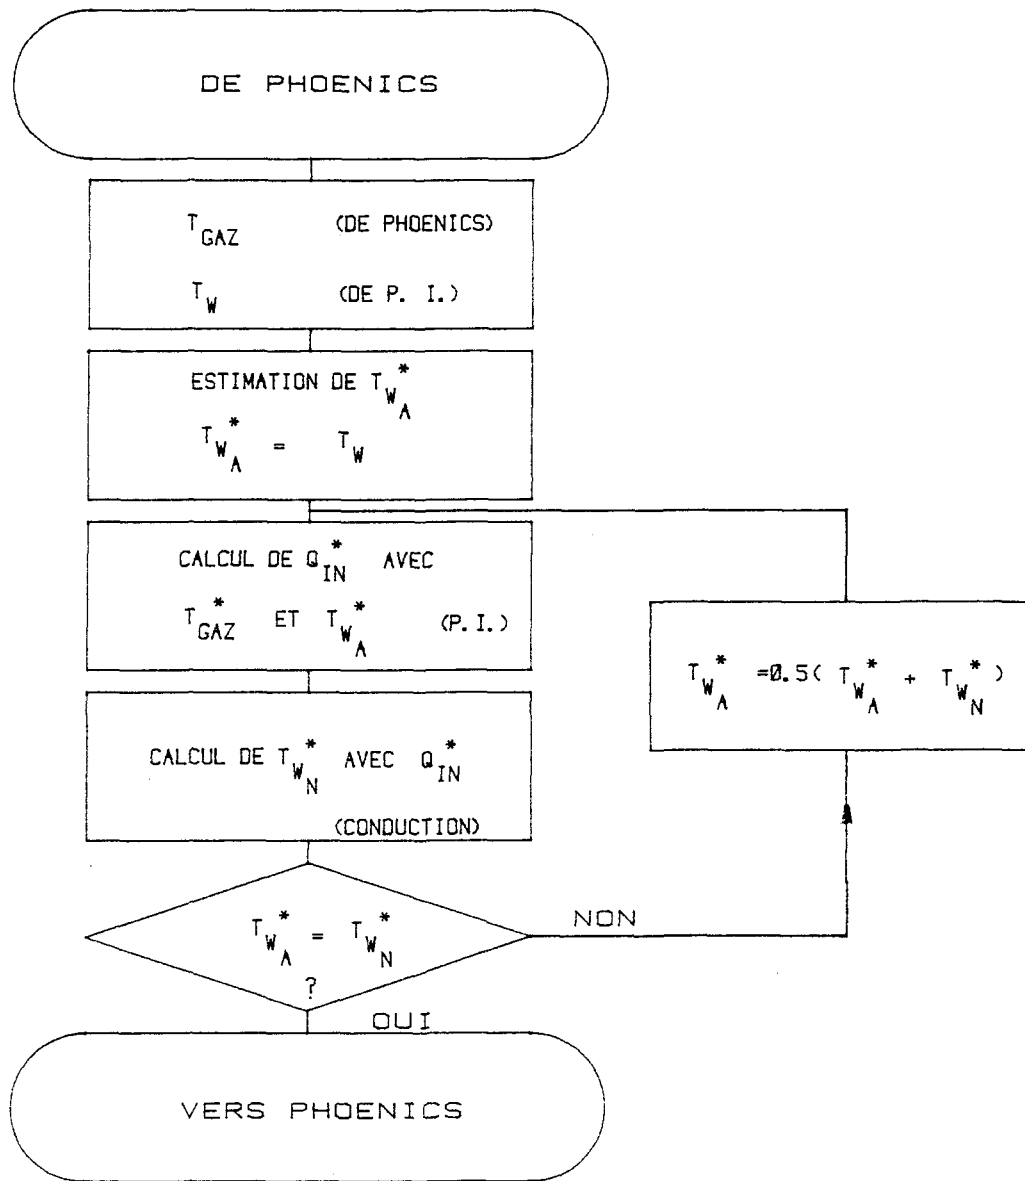 DE PHOENICS
T_GAZ (DE PHOENICS)
T_W (DE P. I.)
ESTIMATION DE T_W_A^*
T_W_A^* = T_W
CALCUL DE Q_IN^* AVEC
T_GAZ^* ET T_W_A^* (P. I.)
CALCUL DE T_W_N^* AVEC Q_IN^*
(CONDUCTION)
T_W_A^* =0.5( T_W_A^* + T_W_N^* )
T_W_A^* = T_W_N^*
?
NON
OUI
VERS PHOENICS